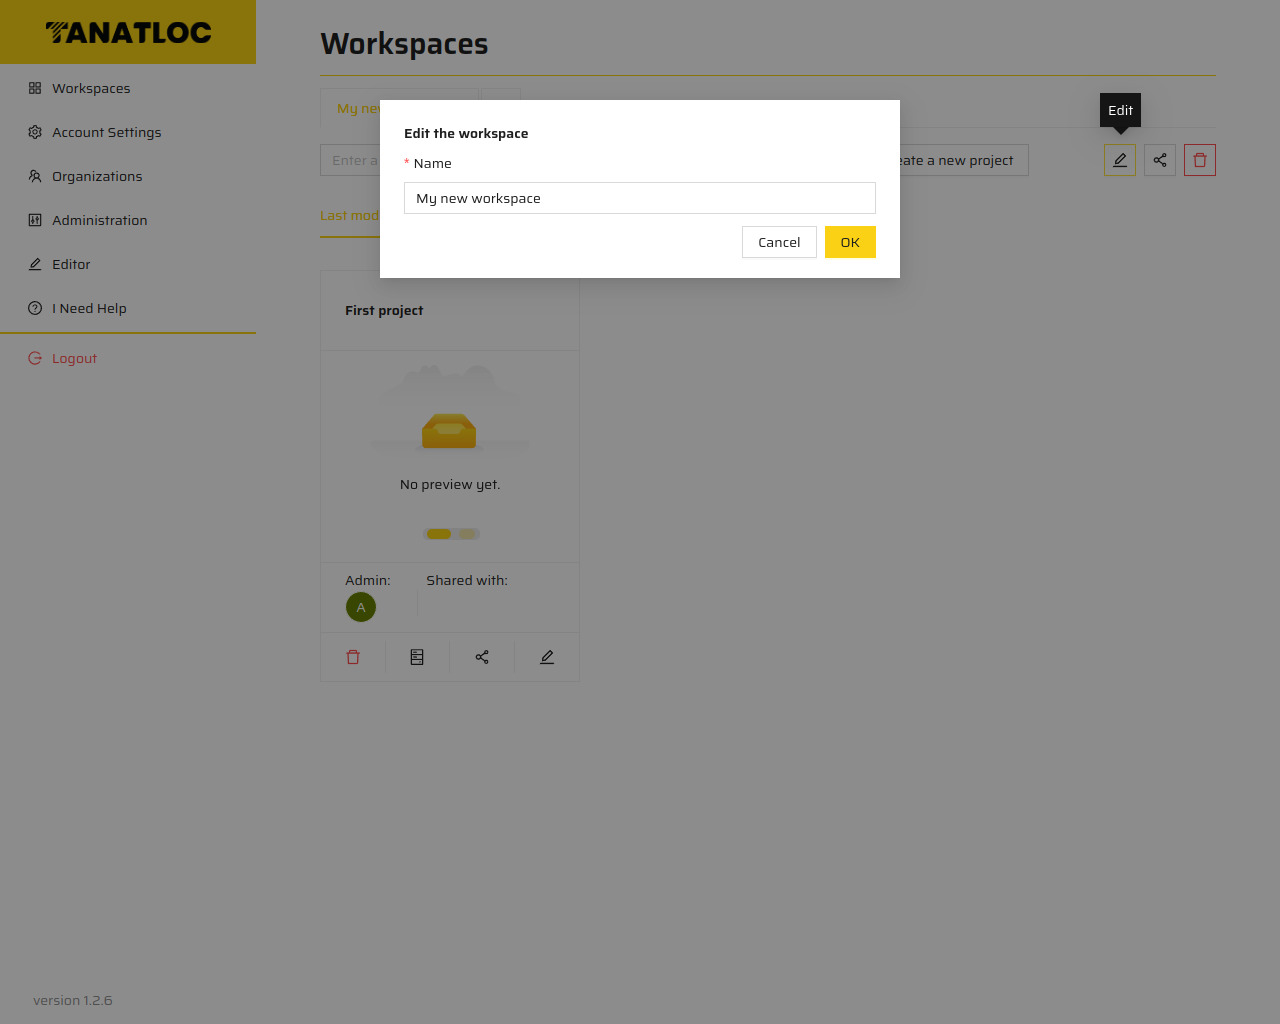 TANATLOC
Workspaces
Account Settings
Organizations
Administration
Editor
I Need Help
Logout
version 1.2.6
Workspaces
My new
Edit
Enter a
eate a new project
Last mod
Edit the workspace
* Name
My new workspace
Cancel OK
First project
No preview yet.
Admin: Shared with:
A